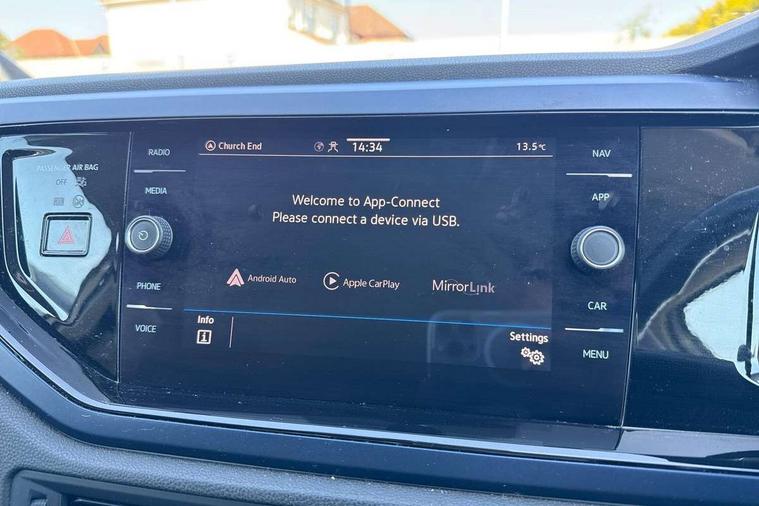 Church End
14:34
13.5°C
PASSENGER AIR BAG
OFF
RADIO
MEDIA
PHONE
VOICE
Welcome to App-Connect
Please connect a device via USB.
Android Auto
Apple CarPlay
MirrorLink
Info
Settings
NAV
APP
CAR
MENU